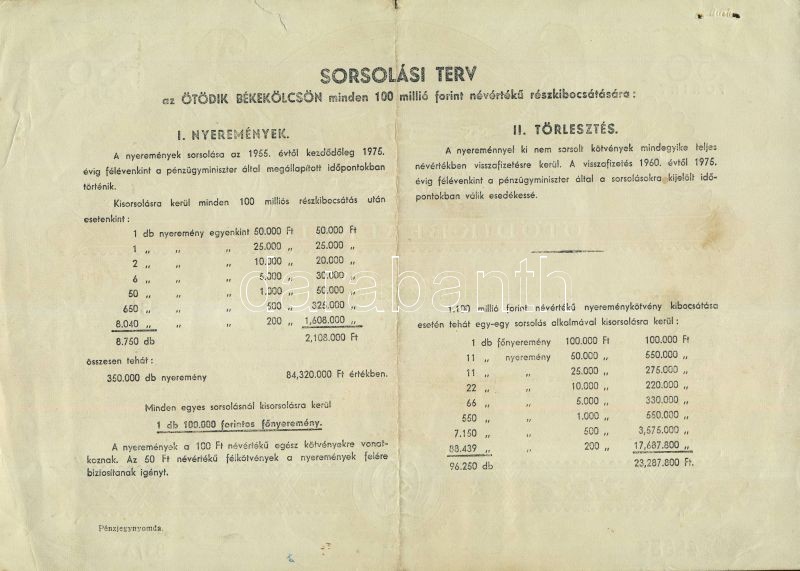 SORSOLÁSI TERV
az ÖTÖDIK BÉKEKÖLCSÖN minden 100 millió forint névértékű részkibocsátására:
I. NYEREMÉNYEK.
A nyeremények sorsolása az 1955. évtől kezdődőleg 1975.
évig félévenkint a pénzügyminiszter által megállapított időpontokban
történik.
Kisorsolásra kerül minden 100 milliós részkibocsátás után
esetenkint:
1 db nyeremény egyenkint 50.000 Ft 50.000 Ft
1 „ „ „ 25.000 „ 25.000 „
2 „ „ „ 10.000 „ 20.000 „
6 „ „ „ 5.000 „ 30.000 „
50 „ „ „ 1.000 „ 50.000 „
650 „ „ „ 500 „ 325.000 „
8.040 „ „ „ 200 „ 1,608.000 „
8.750 db 2,108.000 Ft
összesen tehát:
350.000 db nyeremény 84,320.000 Ft értékben.
Minden egyes sorsolásnál kisorsolásra kerül
1 db 100.000 forintos főnyeremény.
A nyeremények a 100 Ft névértékű egész kötvényekre vonat-
koznak. Az 50 Ft névértékű félkötvények a nyeremények felére
biztosítanak igényt.
Pénzjegynyomda.
II. TÖRLESZTÉS.
A nyereménnyel ki nem sorsolt kötvények mindegyike teljes
névértékben visszafizetésre kerül. A visszafizetés 1960. évtől 1975,
évig félévenkint a pénzügyminiszter által a sorsolásokra kijelölt idő-
pontokban válik esedékessé.
1.100 millió forint névértékű nyereménykötvény kibocsátása
esetén tehát egy-egy sorsolás alkalmával kisorsolásra kerül:
1 db főnyeremény 100.000 Ft 100.000 Ft
11 „ nyeremény 50.000 „ 550.000 „
11 „ „ 25.000 „ 275.000 „
22 „ „ 10.000 „ 220.000 „
66 „ „ 5.000 „ 330.000 „
550 „ „ 1.000 „ 550.000 „
7.150 „ „ 500 „ 3,575.000 „
88.439 „ „ 200 „ 17,687.800 „
96.250 db 23,287.800 Ft.
darabanth